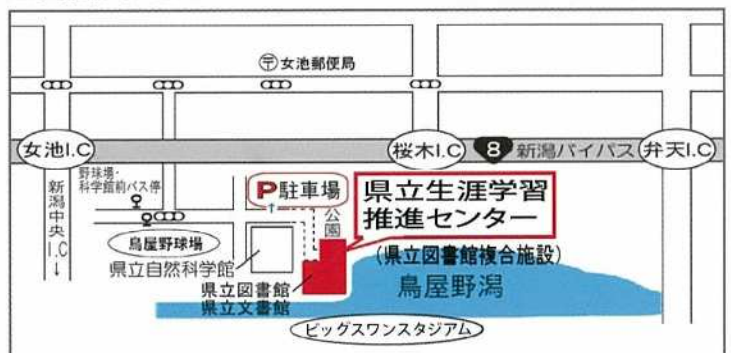 〒女池郵便局
女池I.C
桜木I.C
8
新潟バイパス
弁天I.C
新潟中央I.C
↓
野球場・
科学館前バス停
P駐車場
公園
県立生涯学習
推進センター
鳥屋野球場
(県立図書館複合施設)
県立自然科学館
鳥屋野潟
県立図書館
県立文書館
ビッグスワンスタジアム